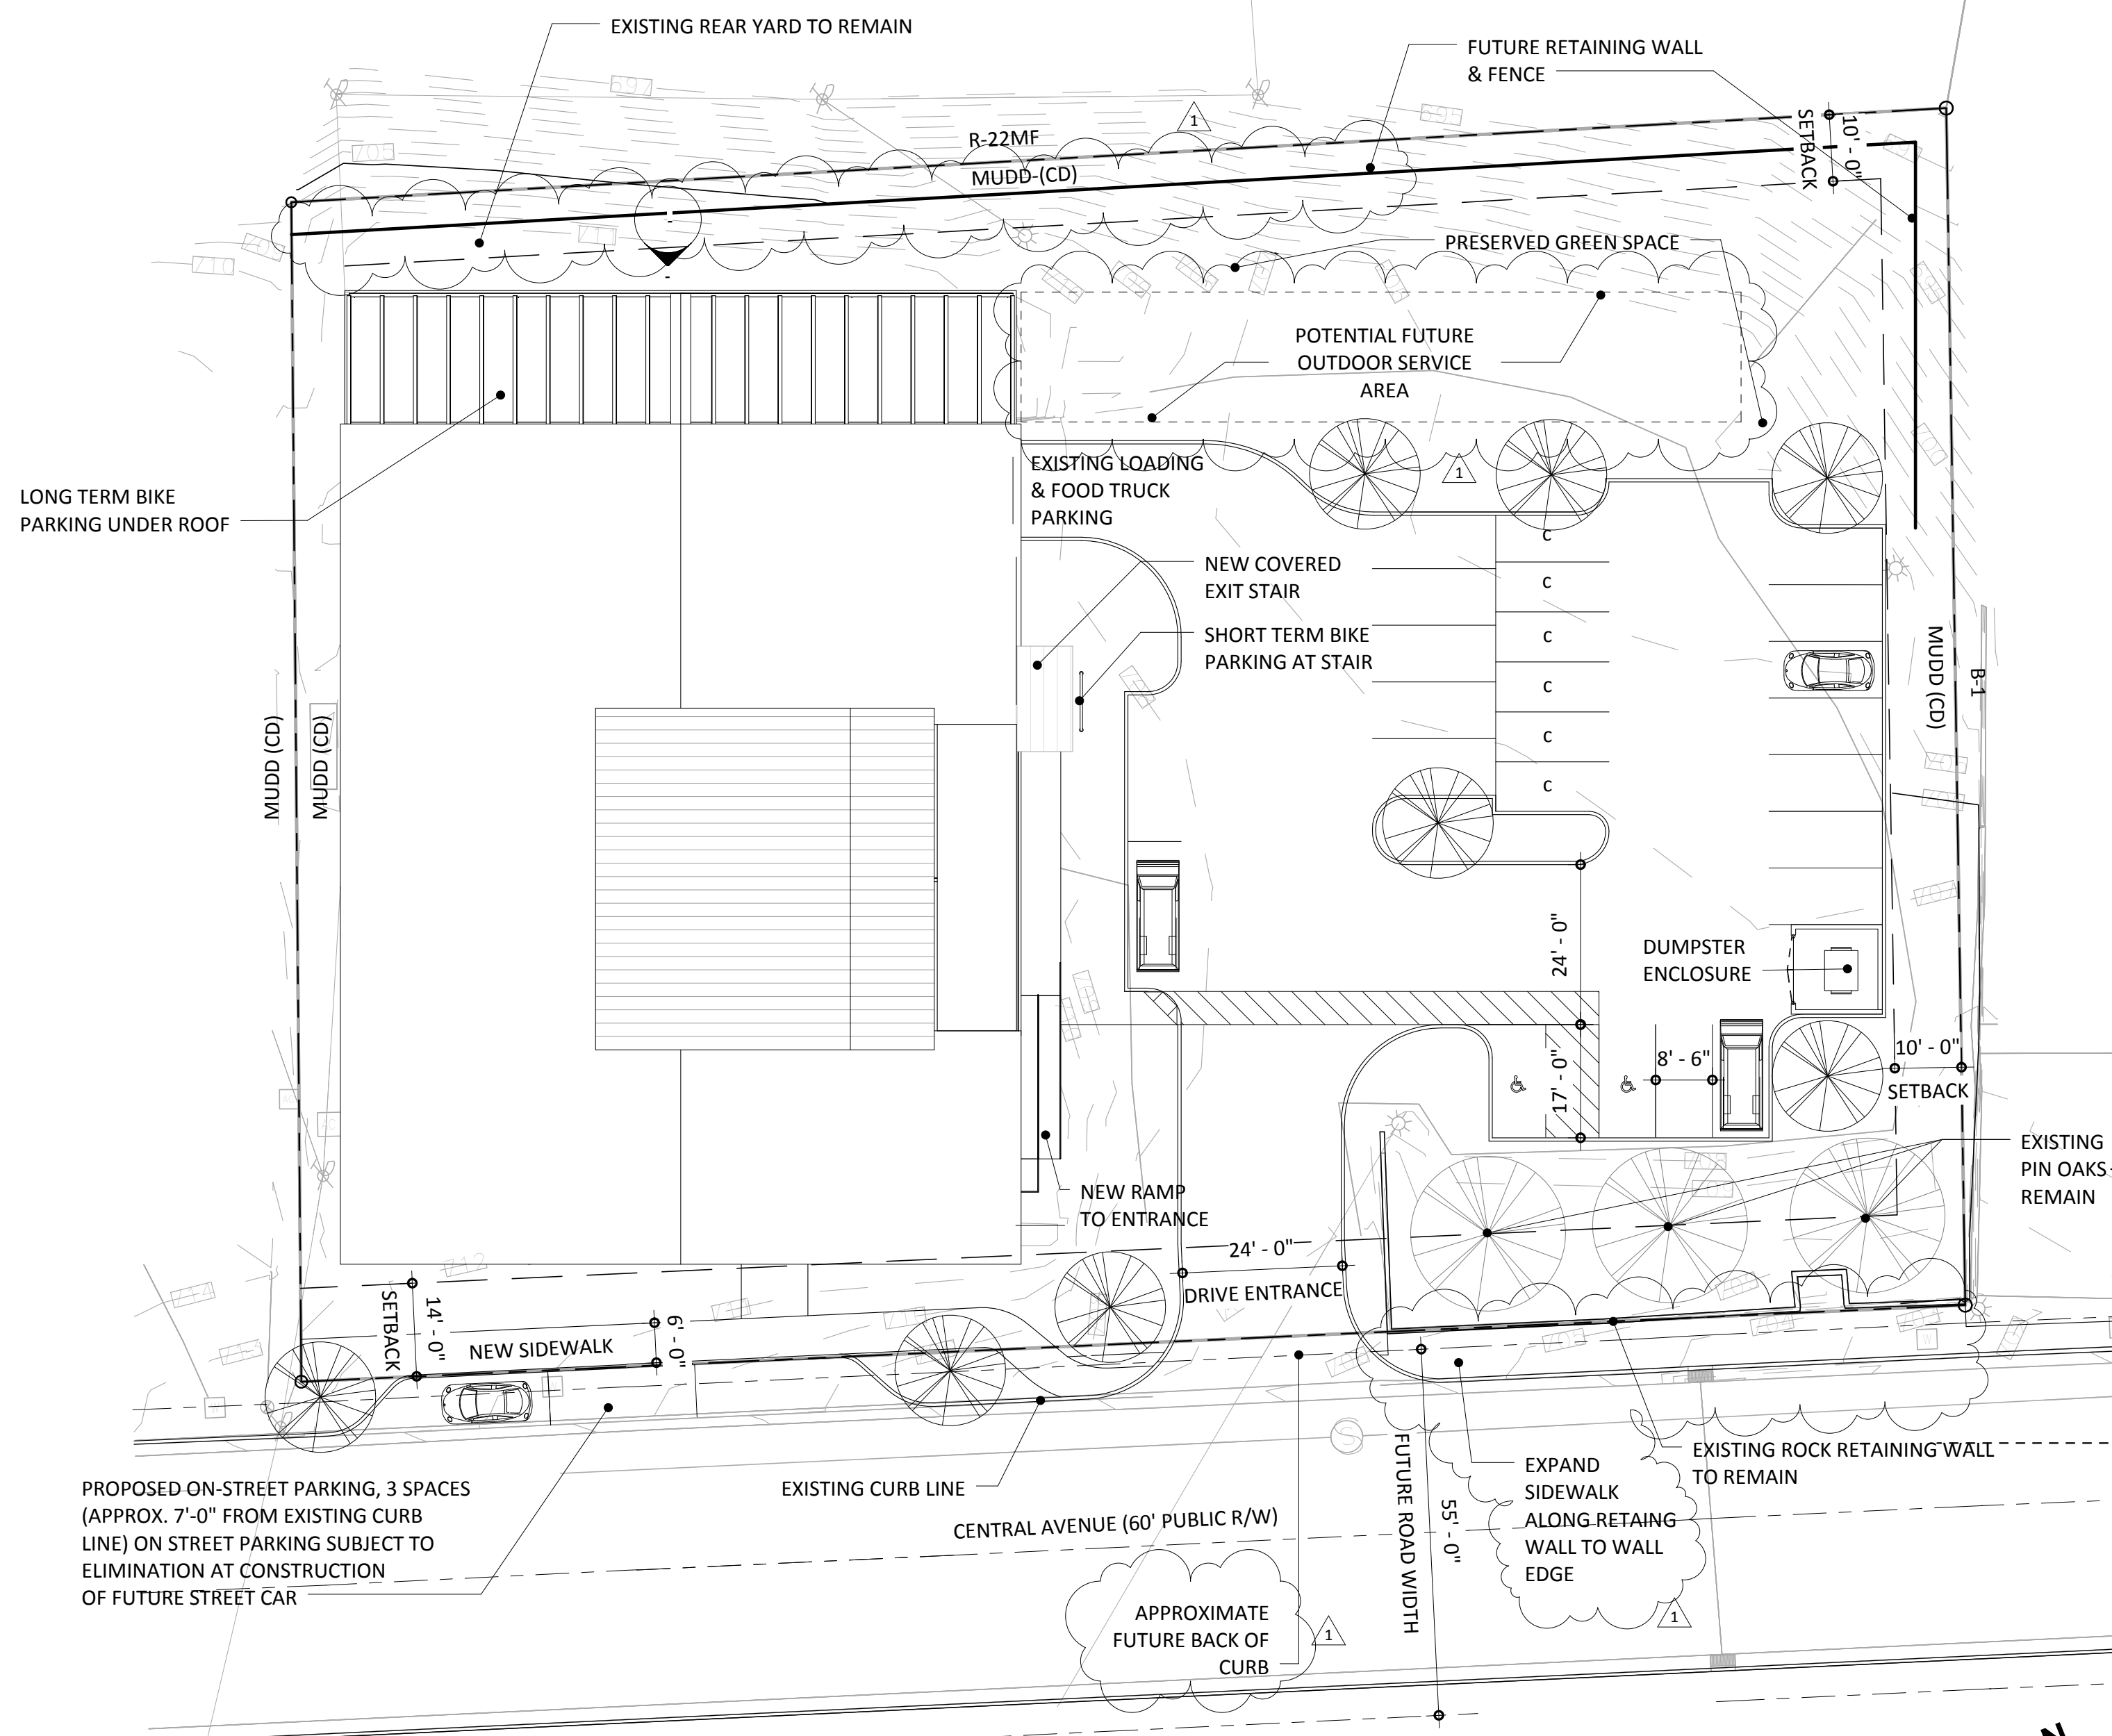 EXISTING REAR YARD TO REMAIN
FUTURE RETAINING WALL
& FENCE
R-22MF
MUDD-(CD)
1
SETBACK
10' - 0"
PRESERVED GREEN SPACE
POTENTIAL FUTURE
OUTDOOR SERVICE
AREA
LONG TERM BIKE
PARKING UNDER ROOF
EXISTING LOADING
& FOOD TRUCK
PARKING
1
NEW COVERED
EXIT STAIR
SHORT TERM BIKE
PARKING AT STAIR
C
C
C
C
C
C
MUDD (CD)
B-1
MUDD (CD)
MUDD (CD)
24' - 0"
DUMPSTER
ENCLOSURE
17' - 0"
8' - 6"
10' - 0"
SETBACK
EXISTING
PIN OAKS
REMAIN
NEW RAMP
TO ENTRANCE
24' - 0"
DRIVE ENTRANCE
SETBACK
14' - 0"
NEW SIDEWALK
6' - 0"
S
PROPOSED ON-STREET PARKING, 3 SPACES
(APPROX. 7'-0" FROM EXISTING CURB
LINE) ON STREET PARKING SUBJECT TO
ELIMINATION AT CONSTRUCTION
OF FUTURE STREET CAR
EXISTING CURB LINE
CENTRAL AVENUE (60' PUBLIC R/W)
APPROXIMATE
FUTURE BACK OF
CURB
1
FUTURE ROAD WIDTH
55' - 0"
EXPAND
SIDEWALK
ALONG RETAING
WALL TO WALL
EDGE
1
EXISTING ROCK RETAINING WALL
TO REMAIN
N